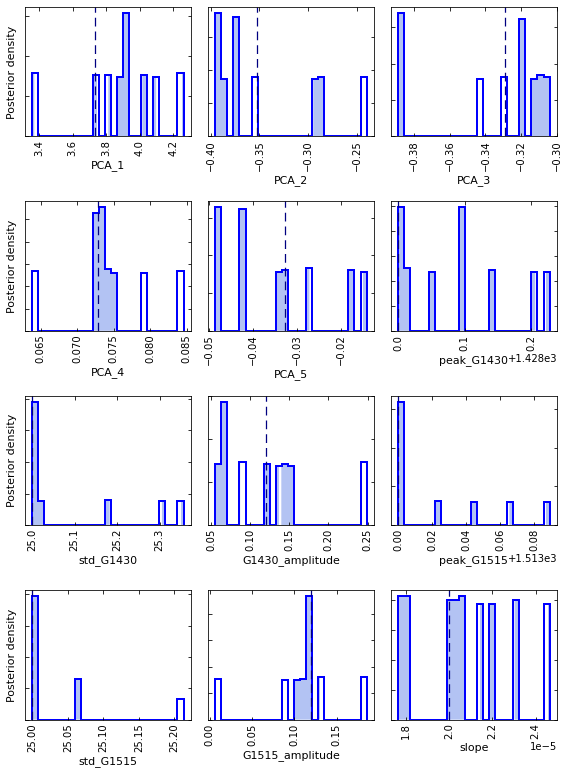 Posterior density
3.4 3.6 3.8 4.0 4.2
PCA_1
−0.40 −0.35 −0.30 −0.25
PCA_2
−0.38 −0.36 −0.34 −0.32 −0.30
PCA_3
Posterior density
0.065 0.070 0.075 0.080 0.085
PCA_4
−0.05 −0.04 −0.03 −0.02
PCA_5
0.0 0.1 0.2
peak_G1430 +1.428e3
Posterior density
25.0 25.1 25.2 25.3
std_G1430
0.05 0.10 0.15 0.20 0.25
G1430_amplitude
0.00 0.02 0.04 0.06 0.08
peak_G1515 +1.513e3
Posterior density
25.00 25.05 25.10 25.15 25.20
std_G1515
0.00 0.05 0.10 0.15
G1515_amplitude
1.8 2.0 2.2 2.4
slope 1e−5